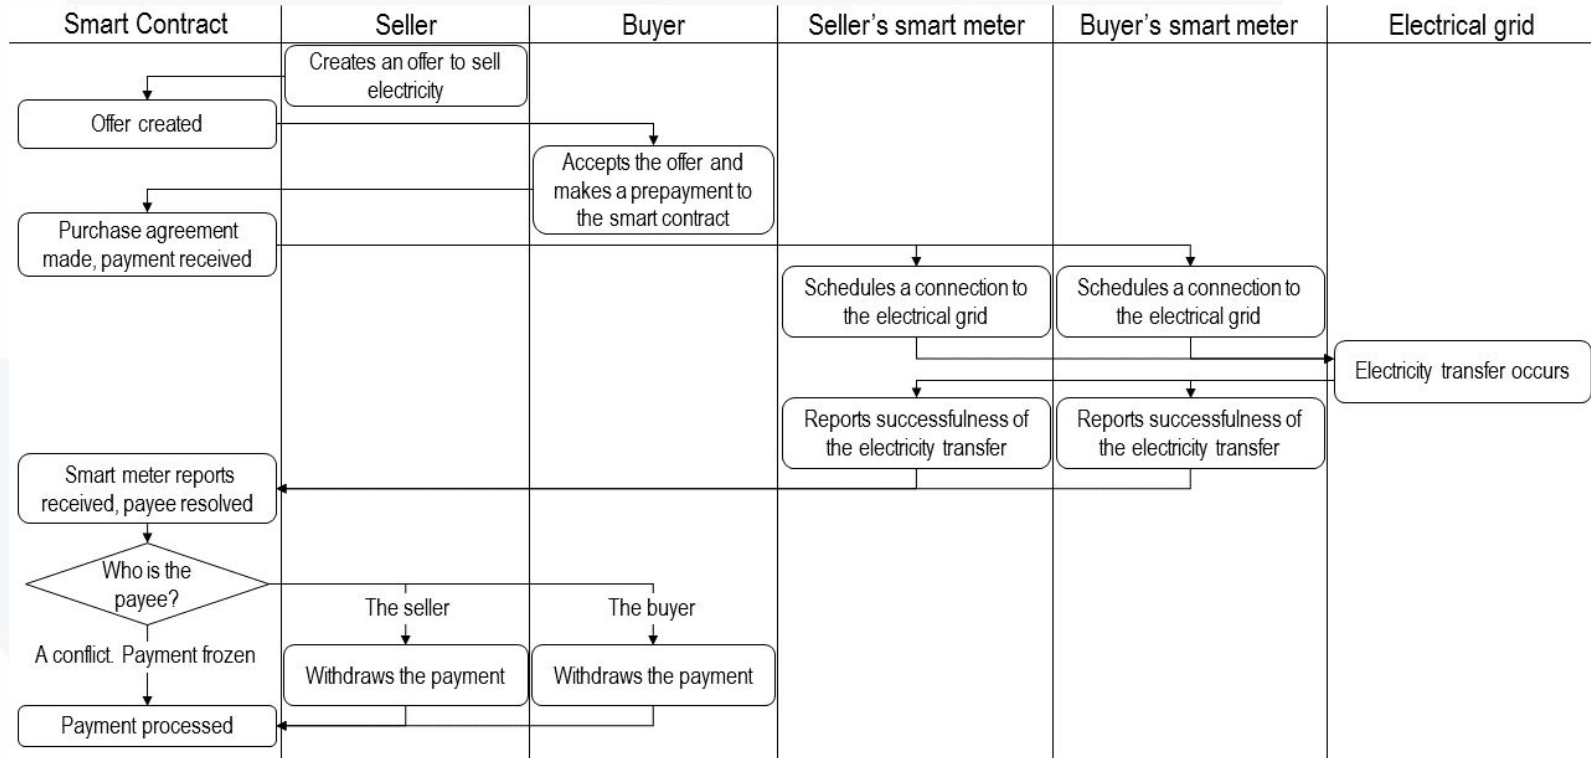 Smart Contract
Seller
Buyer
Seller’s smart meter
Buyer’s smart meter
Electrical grid
Creates an offer to sell
electricity
Offer created
Accepts the offer and
makes a prepayment to
the smart contract
Purchase agreement
made, payment received
Schedules a connection to
the electrical grid
Schedules a connection to
the electrical grid
Electricity transfer occurs
Reports successfulness of
the electricity transfer
Reports successfulness of
the electricity transfer
Smart meter reports
received, payee resolved
Who is the
payee?
The seller
The buyer
A conflict. Payment frozen
Withdraws the payment
Withdraws the payment
Payment processed